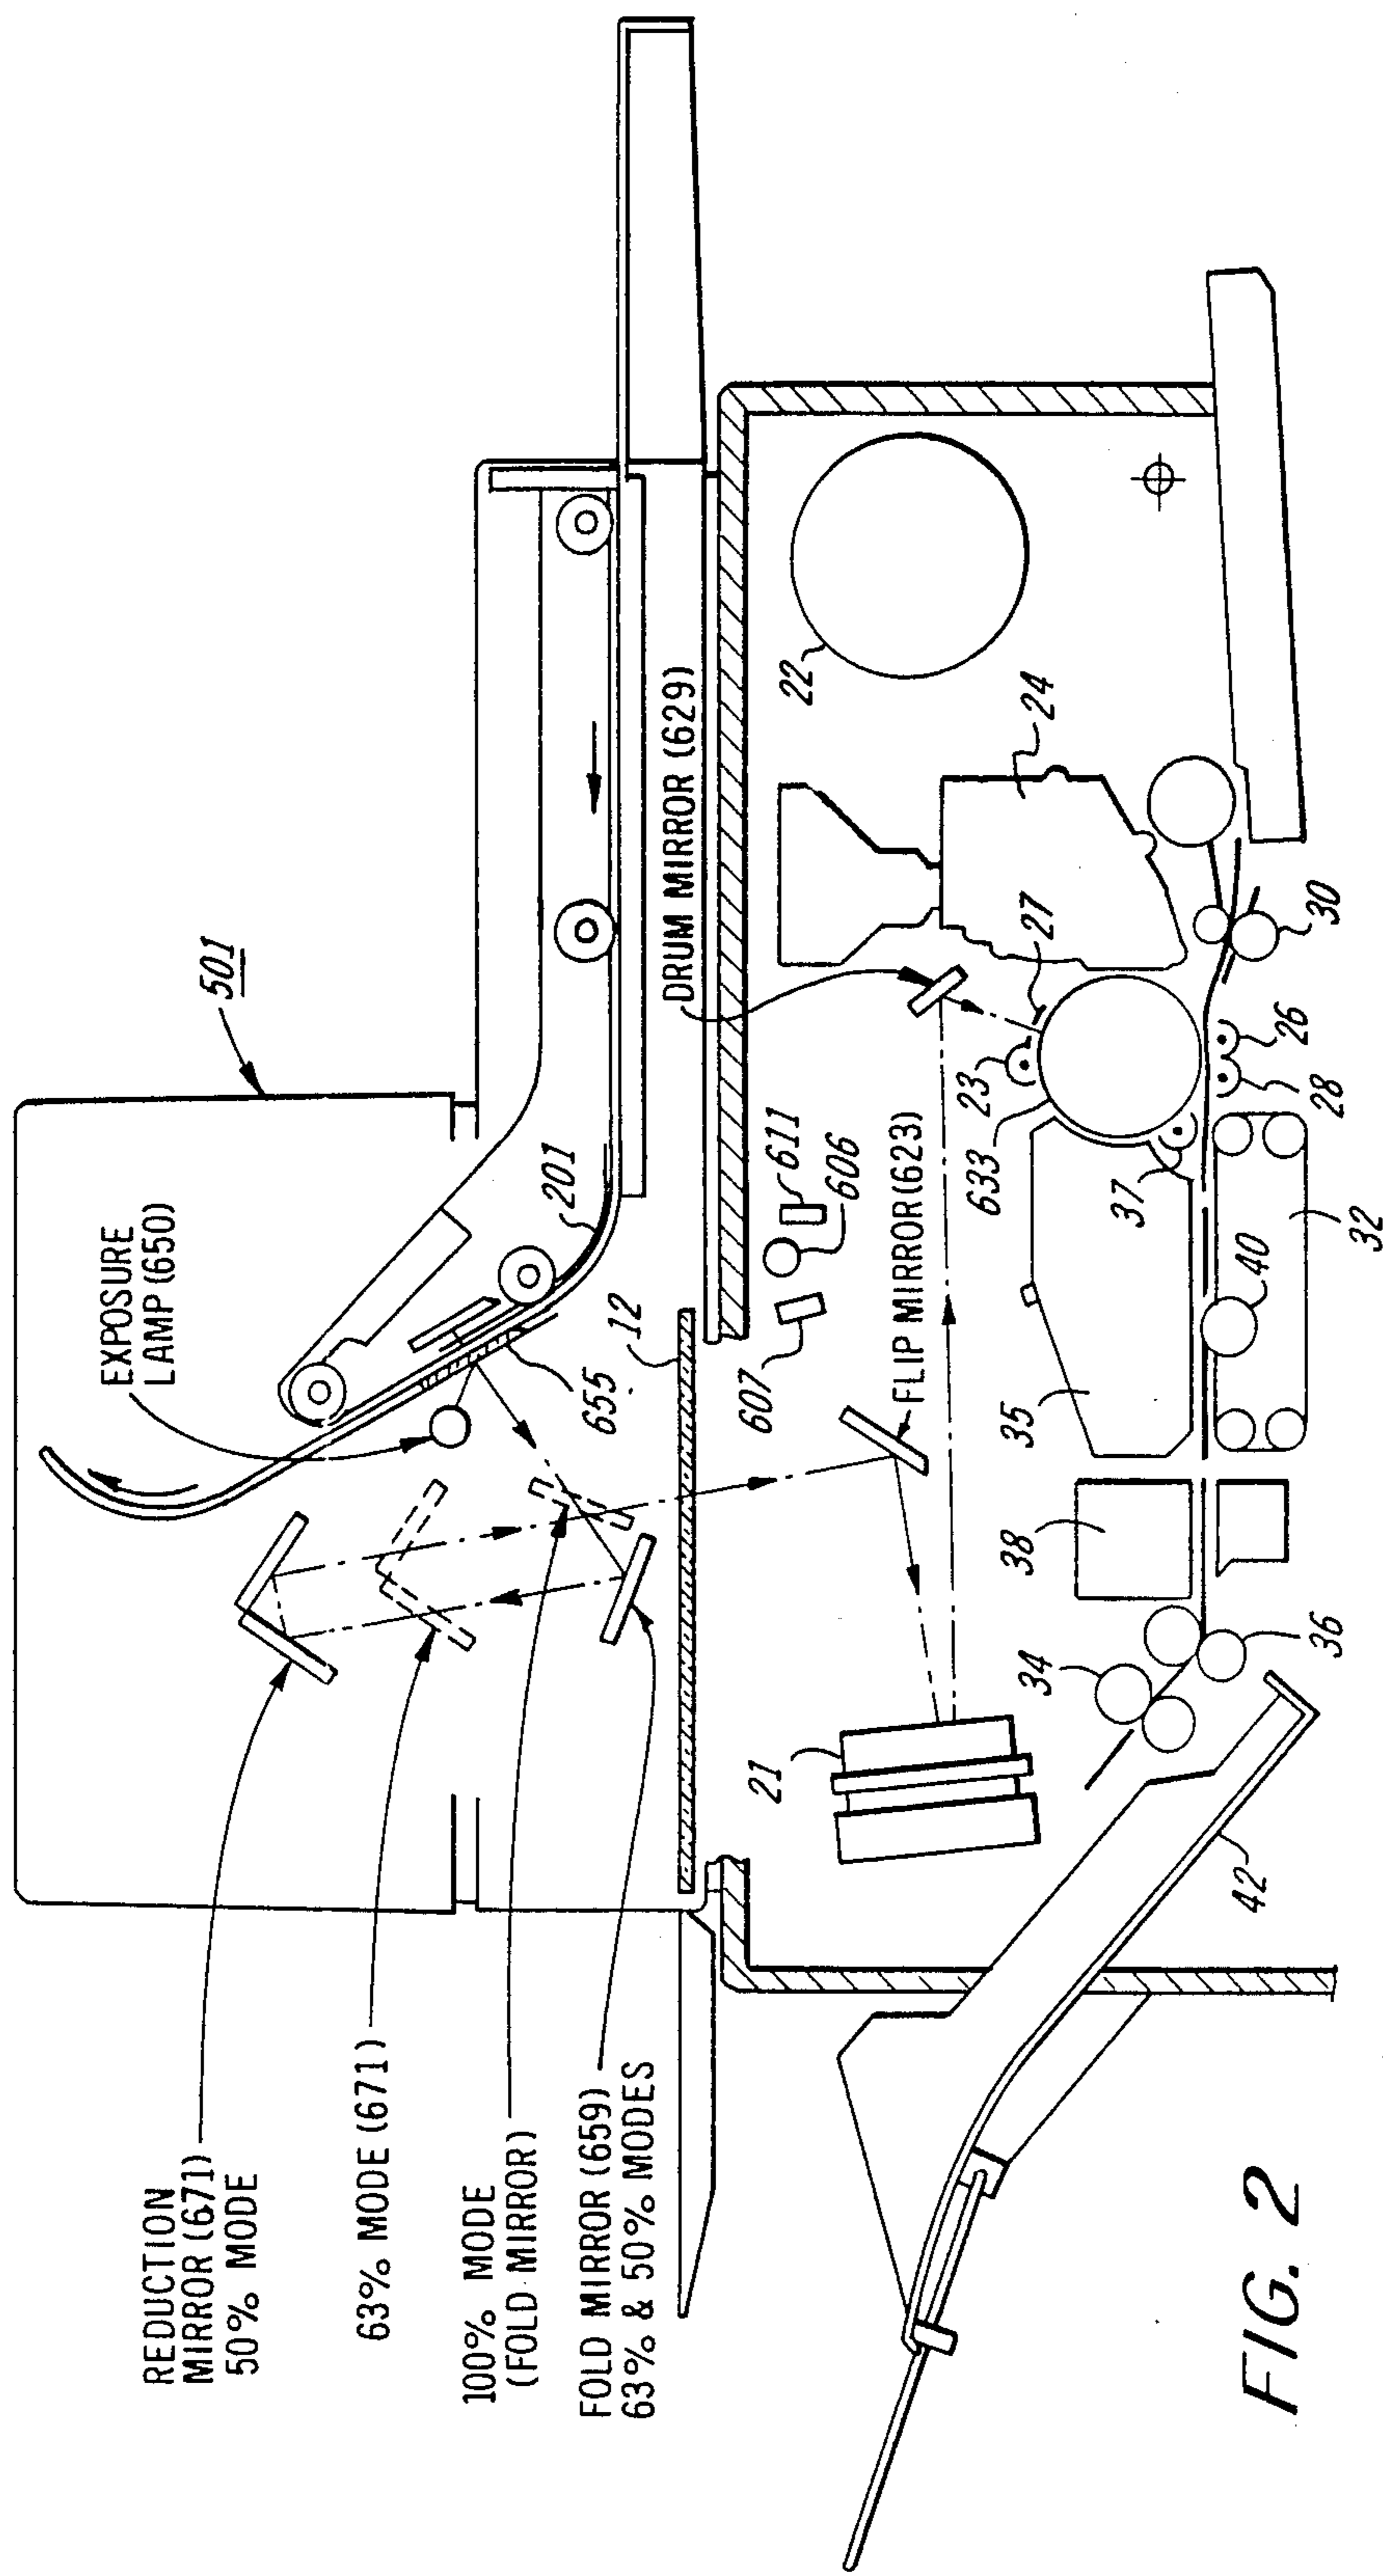 REDUCTION
MIRROR (671)
50% MODE
63% MODE (671)
100% MODE
(FOLD MIRROR)
FOLD MIRROR (659)
63% & 50% MODES
EXPOSURE
LAMP (650)
501
201
655
12
DRUM MIRROR (629)
607
606
611
FLIP MIRROR (623)
22
24
27
23
633
37
21
35
38
34
36
40
32
28
26
30
42
FIG. 2